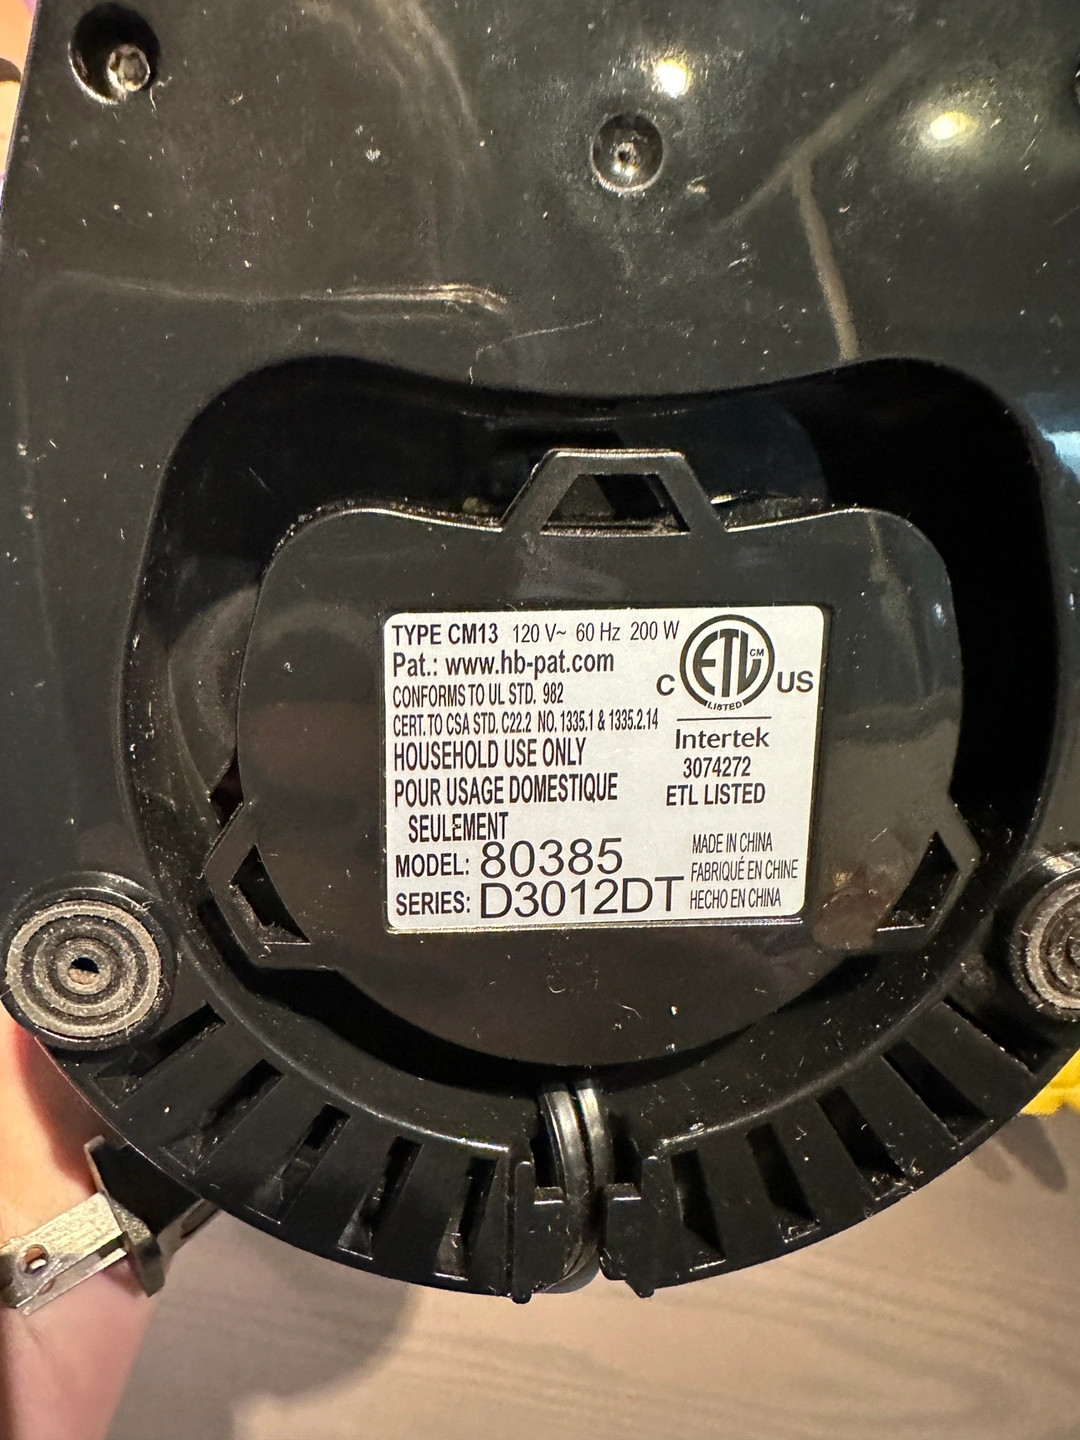 TYPE CM13 120 V~ 60 Hz 200 W
Pat.: www.hb-pat.com
CONFORMS TO UL STD. 982
CERT. TO CSA STD. C22.2 NO. 1335.1 & 1335.2.14
HOUSEHOLD USE ONLY
POUR USAGE DOMESTIQUE
SEULEMENT
MODEL: 80385
SERIES: D3012DT
C ETL CM US
LISTED
Intertek
3074272
ETL LISTED
MADE IN CHINA
FABRIQUÉ EN CHINE
HECHO EN CHINA